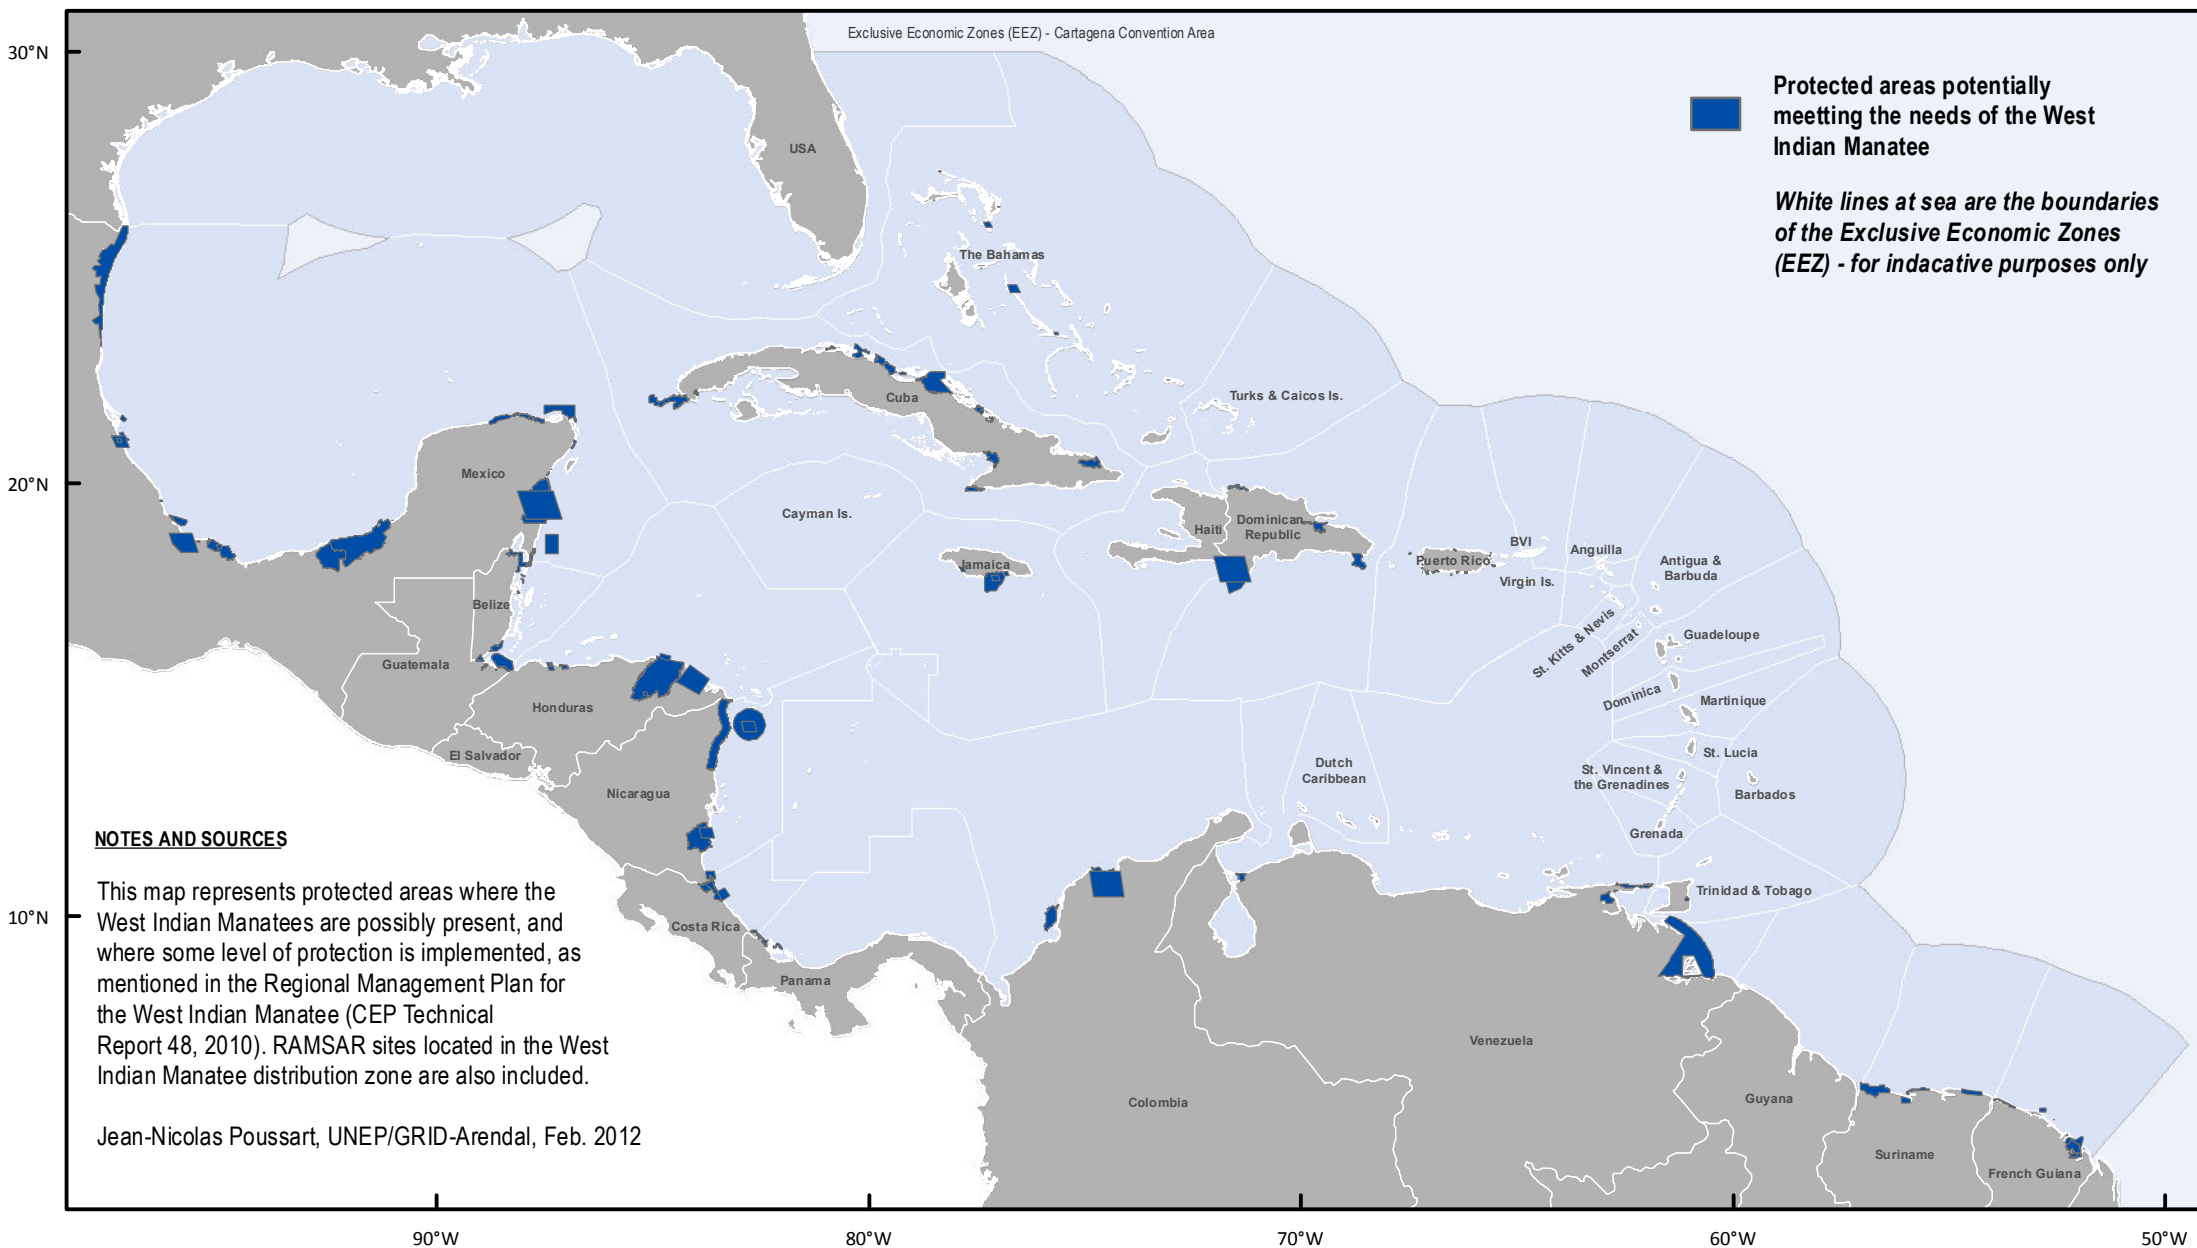 Exclusive Economic Zones (EEZ) - Cartagena Convention Area
30°N
20°N
10°N
Protected areas potentially
meetting the needs of the West
Indian Manatee
White lines at sea are the boundaries
of the Exclusive Economic Zones
(EEZ) - for indacative purposes only
USA
The Bahamas
Turks & Caicos Is.
Cuba
Mexico
Cayman Is.
Haiti
Dominican
Republic
Jamaica
Puerto Rico
BVI
Virgin Is.
Anguilla
Antigua &
Barbuda
St. Kitts & Nevis
Montserrat
Guadeloupe
Dominica
Martinique
St. Lucia
St. Vincent &
the Grenadines
Barbados
Grenada
Trinidad & Tobago
Dutch
Caribbean
Belize
Guatemala
Honduras
El Salvador
Nicaragua
Costa Rica
Panama
Colombia
Venezuela
Guyana
Suriname
French Guiana
NOTES AND SOURCES
This map represents protected areas where the
West Indian Manatees are possibly present, and
where some level of protection is implemented, as
mentioned in the Regional Management Plan for
the West Indian Manatee (CEP Technical
Report 48, 2010). RAMSAR sites located in the West
Indian Manatee distribution zone are also included.
Jean-Nicolas Poussart, UNEP/GRID-Arendal, Feb. 2012
90°W
80°W
70°W
60°W
50°W